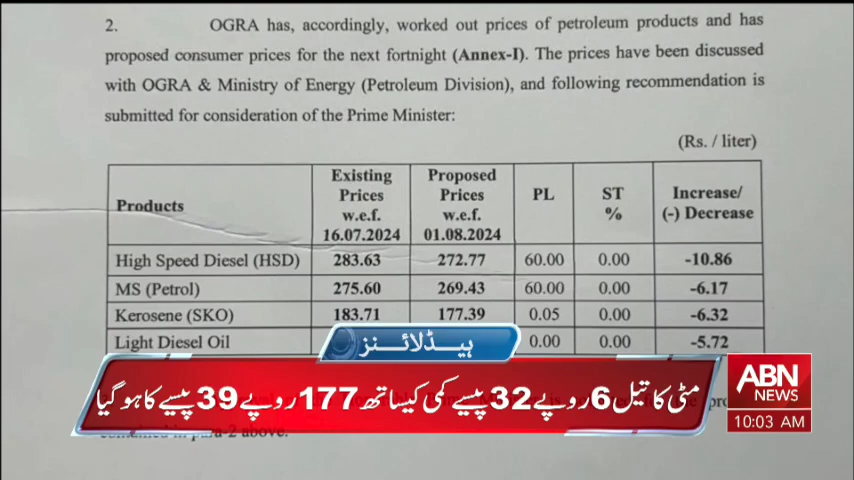 2. OGRA has, accordingly, worked out prices of petroleum products and has
proposed consumer prices for the next fortnight (Annex-I). The prices have been discussed
with OGRA & Ministry of Energy (Petroleum Division), and following recommendation is
submitted for consideration of the Prime Minister:
(Rs. / liter)
Products Existing Prices w.e.f. 16.07.2024 Proposed Prices w.e.f. 01.08.2024 PL ST % Increase/ (-) Decrease
High Speed Diesel (HSD) 283.63 272.77 60.00 0.00 -10.86
MS (Petrol) 275.60 269.43 60.00 0.00 -6.17
Kerosene (SKO) 183.71 177.39 0.05 0.00 -6.32
Light Diesel Oil 0.00 0.00 -5.72
ہیڈلائنز
مٹی کا تیل 6 روپے 32 پیسے کمی کیساتھ 177 روپے 39 پیسے کا ہو گیا
ABN
NEWS
10:03 AM
para-2 above.